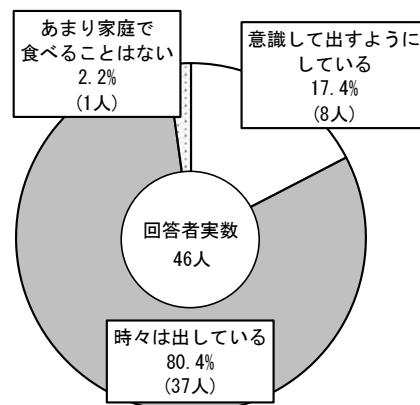 あまり家庭で
食べることはない
2.2%
(1人)
意識して出すように
している
17.4%
(8人)
回答者実数
46人
時々は出している
80.4%
(37人)